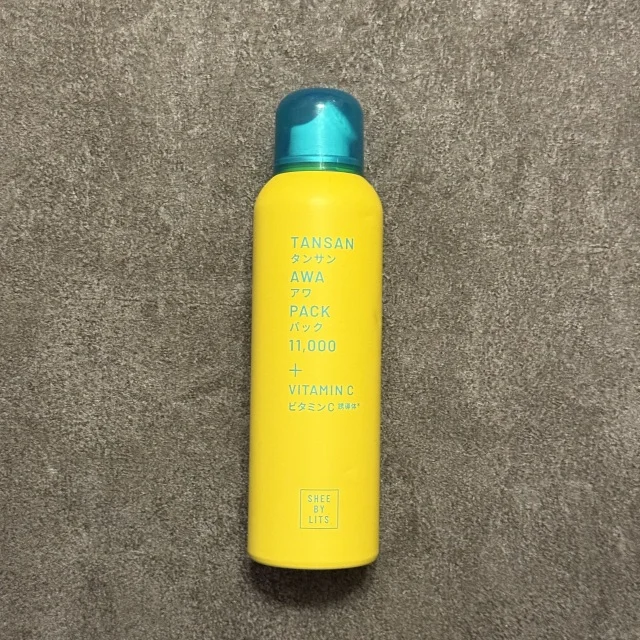 TANSAN
タンサン
AWA
アワ
PACK
パック
11,000
+
VITAMIN C
ビタミンC 誘導体*
SHEE
BY
LITS